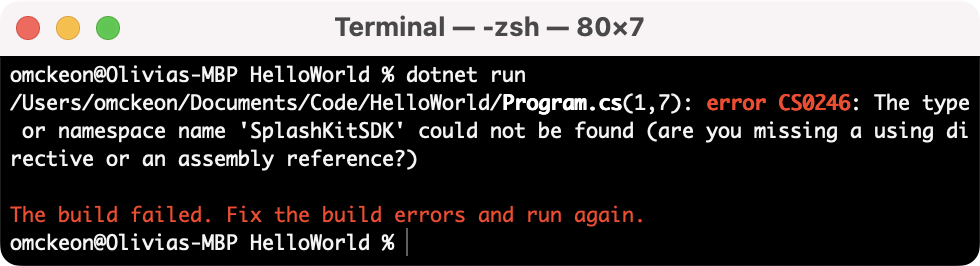 Terminal — -zsh — 80×7
omckeon@Olivias-MBP HelloWorld % dotnet run
/Users/omckeon/Documents/Code/HelloWorld/Program.cs(1,7): error CS0246: The type
 or namespace name 'SplashKitSDK' could not be found (are you missing a using di
rective or an assembly reference?)
The build failed. Fix the build errors and run again.
omckeon@Olivias-MBP HelloWorld %